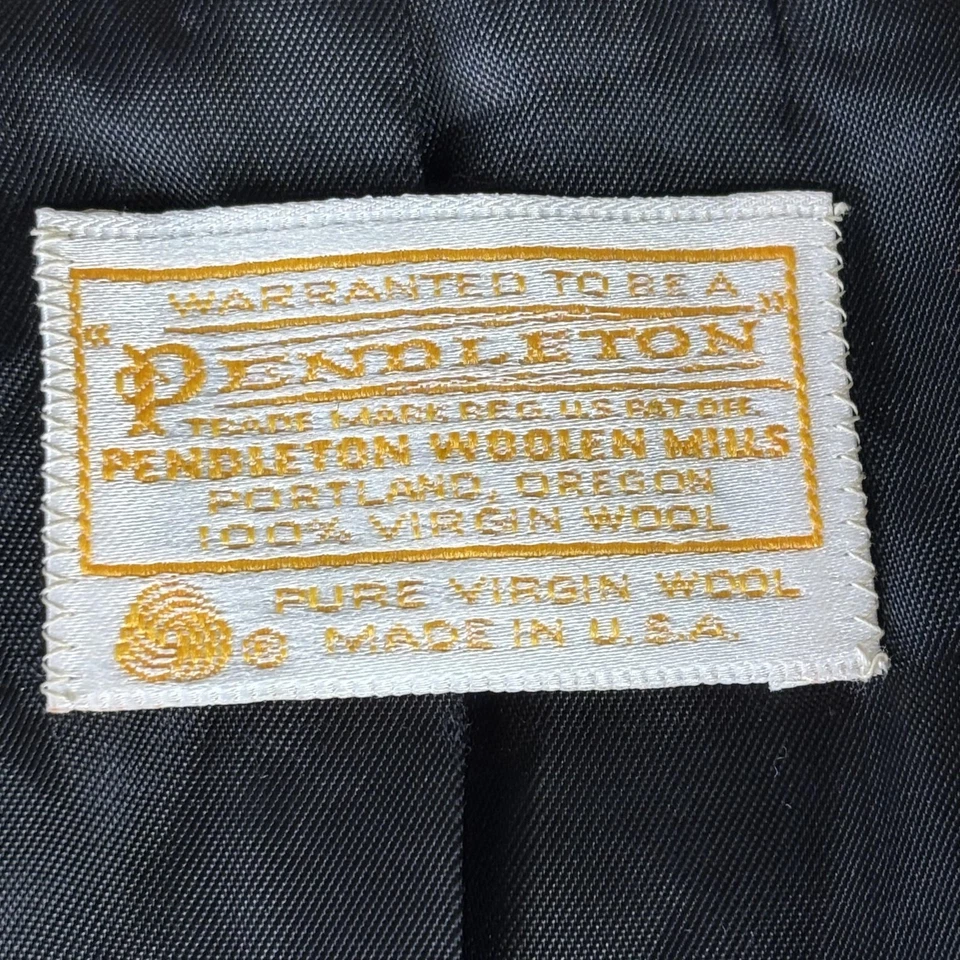 WARRANTED TO BE A
"PENDLETON"
TRADE MARK REG. U.S. PAT. OFF.
PENDLETON WOOLEN MILLS
PORTLAND, OREGON
100% VIRGIN WOOL
PURE VIRGIN WOOL
® MADE IN U.S.A.